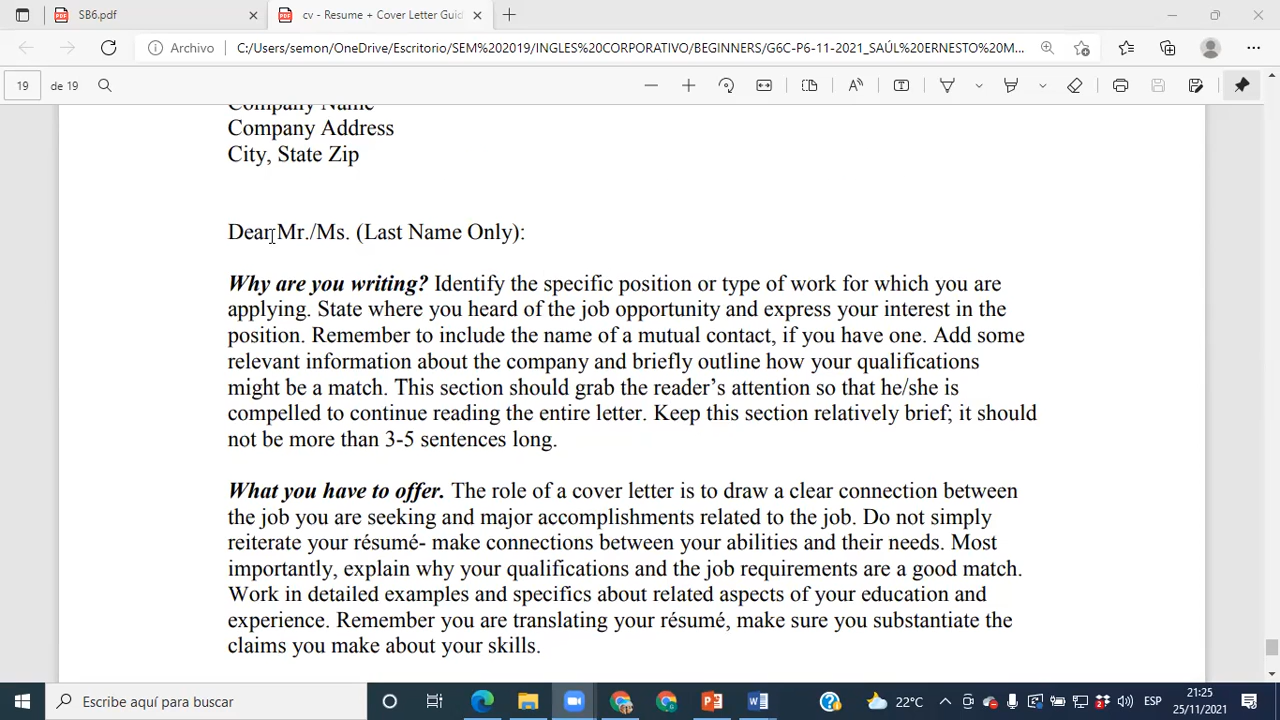 SB6.pdf
cv - Resume + Cover Letter Guid
Archivo
C:/Users/semon/OneDrive/Escritorio/SEM%202019/INGLES%20CORPORATIVO/BEGINNERS/G6C-P6-11-2021_SAÚL%20ERNESTO%20M...
19 de 19
Company Name
Company Address
City, State Zip
Dear Mr./Ms. (Last Name Only):
Why are you writing? Identify the specific position or type of work for which you are
applying. State where you heard of the job opportunity and express your interest in the
position. Remember to include the name of a mutual contact, if you have one. Add some
relevant information about the company and briefly outline how your qualifications
might be a match. This section should grab the reader’s attention so that he/she is
compelled to continue reading the entire letter. Keep this section relatively brief; it should
not be more than 3-5 sentences long.
What you have to offer. The role of a cover letter is to draw a clear connection between
the job you are seeking and major accomplishments related to the job. Do not simply
reiterate your résumé- make connections between your abilities and their needs. Most
importantly, explain why your qualifications and the job requirements are a good match.
Work in detailed examples and specifics about related aspects of your education and
experience. Remember you are translating your résumé, make sure you substantiate the
claims you make about your skills.
Escribe aquí para buscar
22°C
ESP
21:25
25/11/2021